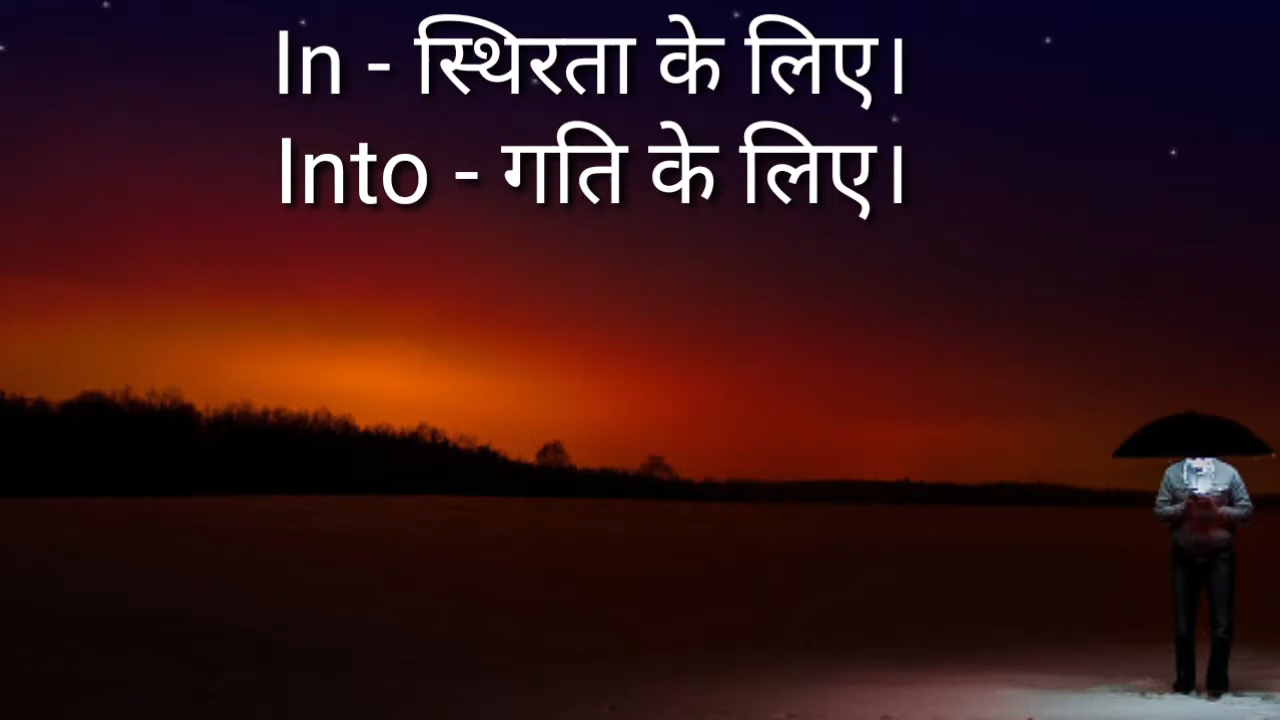 In - स्थिरता के लिए।
Into - गति के लिए।